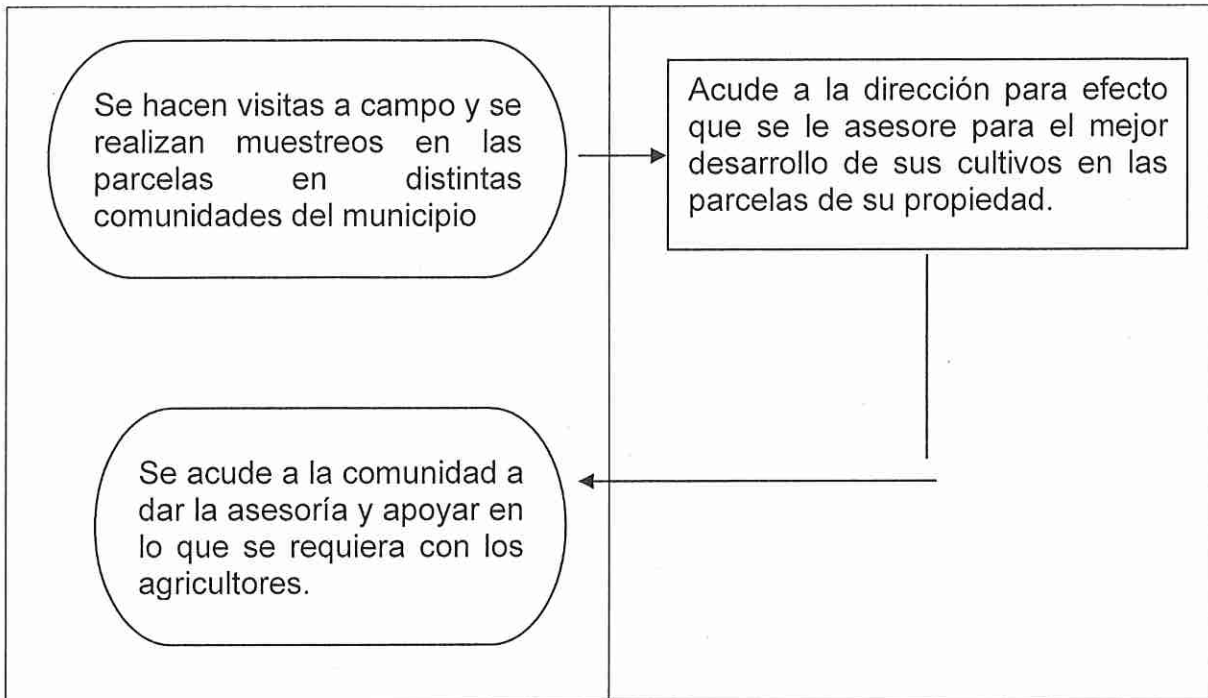 Se hacen visitas a campo y se
realizan muestreos en las
parcelas en distintas
comunidades del municipio
Acude a la dirección para efecto
que se le asesore para el mejor
desarrollo de sus cultivos en las
parcelas de su propiedad.
Se acude a la comunidad a
dar la asesoría y apoyar en
lo que se requiera con los
agricultores.